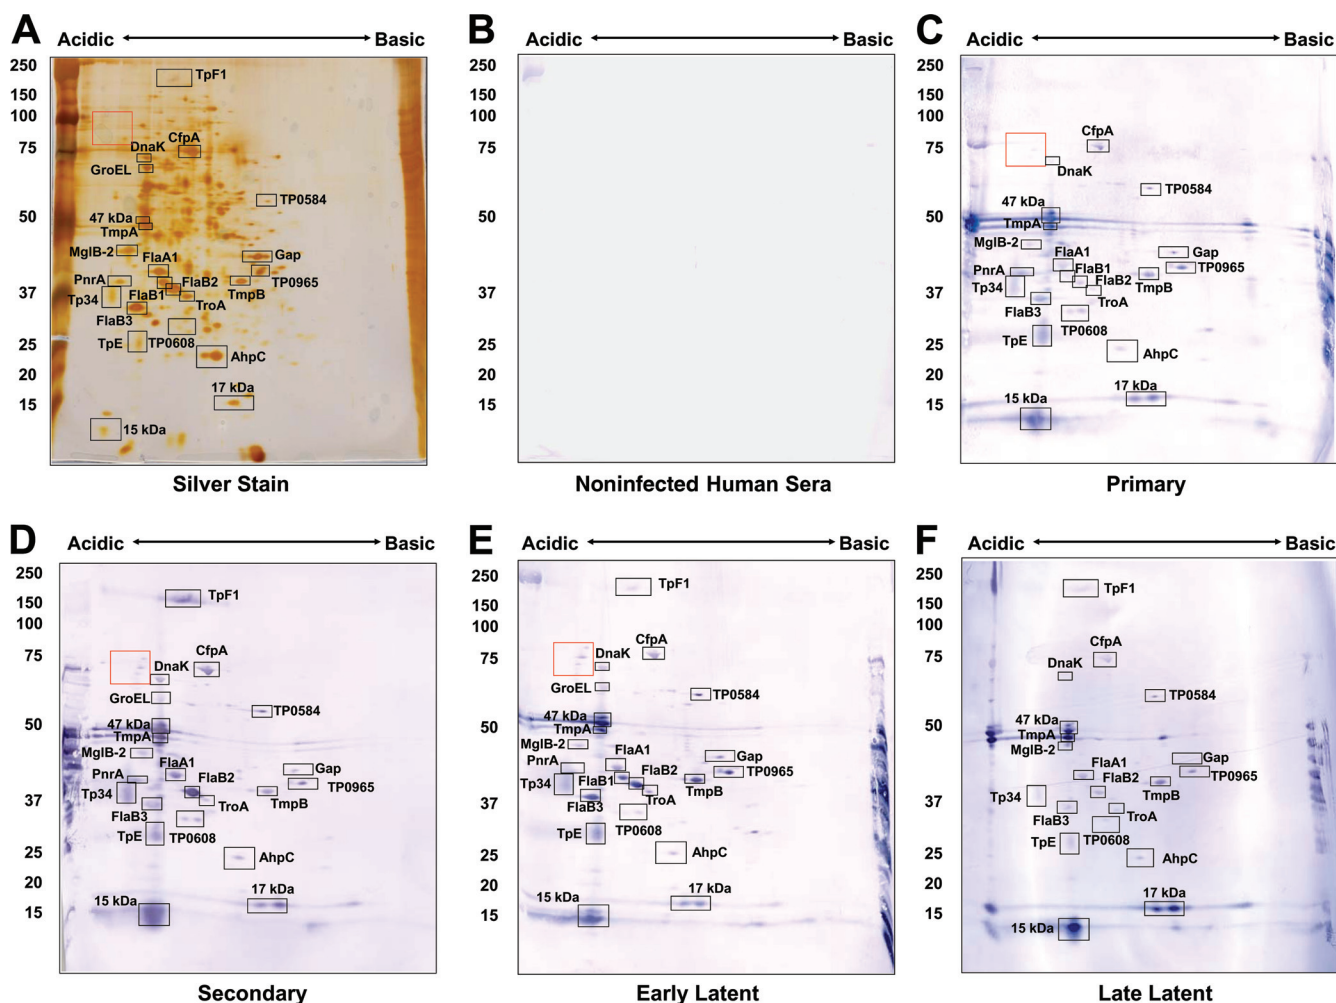 A
Acidic Basic
250
150
100
75
50
37
25
20
15
TpF1
CfpA
DnaK
GroEL
TP0584
47 kDa
TmpA
MglB-2
FlaA1
Gap
PnrA
FlaB2
TP0965
Tp34
FlaB1
TmpB
TroA
FlaB3
TpE
TP0608
AhpC
17 kDa
15 kDa
Silver Stain
B
Acidic Basic
250
150
100
75
50
37
25
20
15
Noninfected Human Sera
C
Acidic Basic
250
150
100
75
50
37
25
20
15
CfpA
DnaK
TP0584
47 kDa
TmpA
MglB-2
FlaA1
Gap
PnrA
FlaB1
TP0965
Tp34
FlaB2
TmpB
FlaB3
TroA
TP0608
TpE
AhpC
17 kDa
15 kDa
Primary
D
Acidic Basic
250
150
100
75
50
37
25
20
15
TpF1
CfpA
DnaK
GroEL
TP0584
47 kDa
TmpA
MglB-2
FlaA1
Gap
PnrA
FlaB2
TP0965
Tp34
TmpB
TroA
FlaB3
TpE
TP0608
AhpC
17 kDa
15 kDa
Secondary
E
Acidic Basic
250
150
100
75
50
37
25
20
15
TpF1
CfpA
DnaK
GroEL
TP0584
47 kDa
TmpA
MglB-2
FlaA1
Gap
PnrA
FlaB2
TP0965
Tp34
FlaB1
TmpB
TroA
FlaB3
TP0608
TpE
AhpC
17 kDa
15 kDa
Early Latent
F
Acidic Basic
250
150
100
75
50
37
25
20
15
TpF1
CfpA
DnaK
TP0584
47 kDa
TmpA
MglB-2
Gap
FlaA1
TP0965
FlaB2
TmpB
Tp34
FlaB3
TroA
TP0608
TpE
AhpC
17 kDa
15 kDa
Late Latent